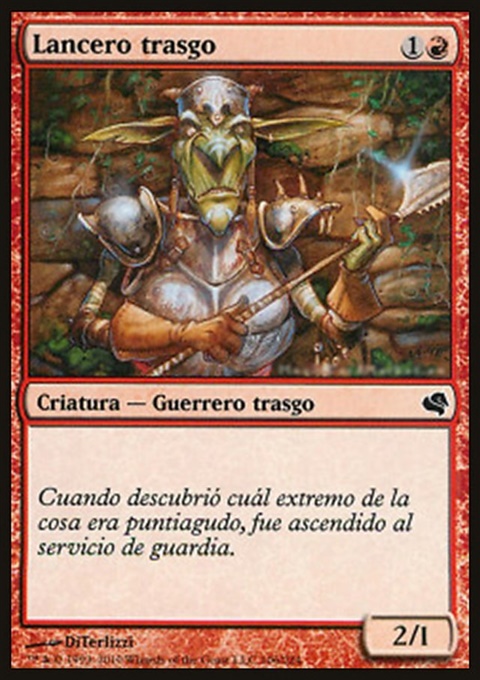 Lancero trasgo
1
Criatura — Guerrero trasgo
Cuando descubrió cuál extremo de la
cosa era puntiagudo, fue ascendido al
servicio de guardia.
DiTerlizzi
2/1